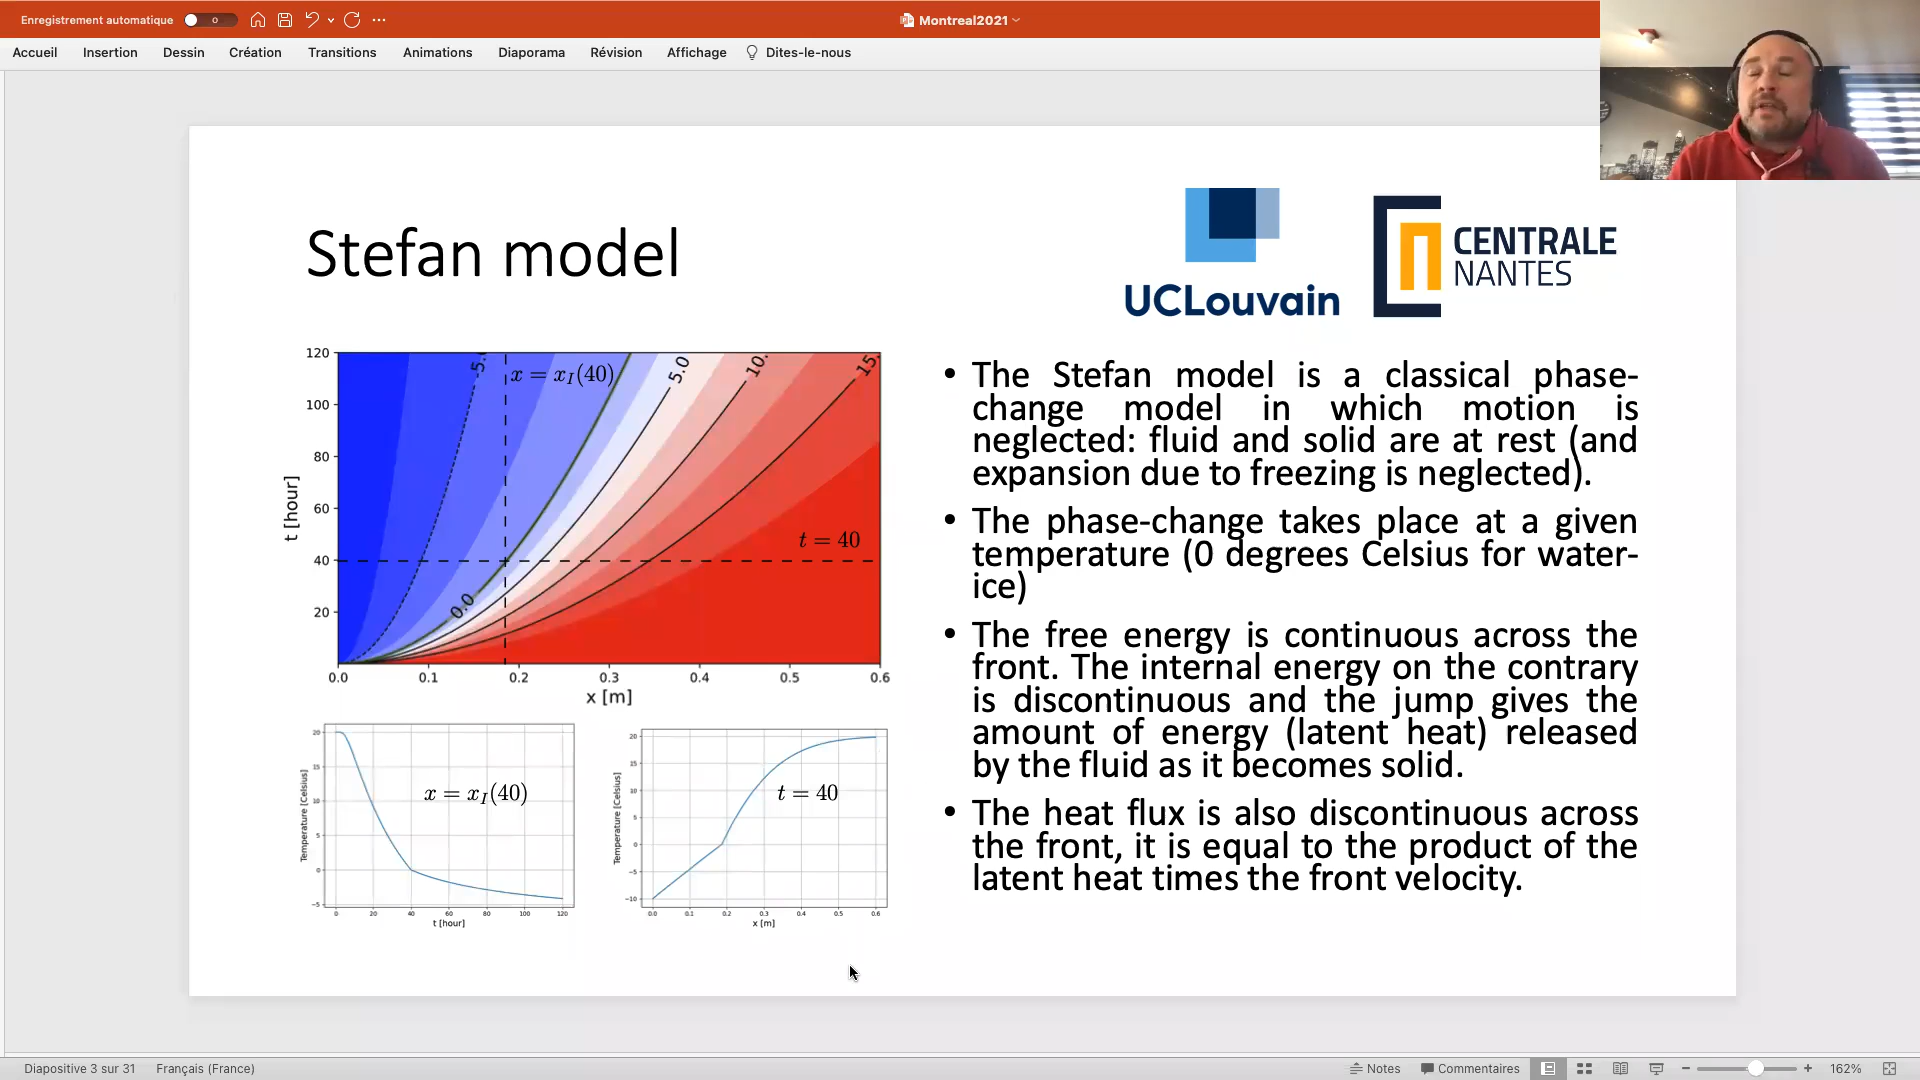 Enregistrement automatique
Montreal2021
Accueil Insertion Dessin Création Transitions Animations Diaporama Révision Affichage Dites-le-nous
Stefan model
UCLouvain
CENTRALE
NANTES
120
100
80
60
40
20
t [hour]
-5.
x = x_I(40)
5.0
10.
15.
t = 40
0.0
0.0 0.1 0.2 0.3 0.4 0.5 0.6
x [m]
20
15
10
5
0
−5
Temperature [Celsius]
x = x_I(40)
0 20 40 60 80 100 120
t [hour]
20
15
10
5
0
−5
−10
Temperature [Celsius]
t = 40
0.0 0.1 0.2 0.3 0.4 0.5 0.6
x [m]
• The Stefan model is a classical phase-
change model in which motion is
neglected: fluid and solid are at rest (and
expansion due to freezing is neglected).
• The phase-change takes place at a given
temperature (0 degrees Celsius for water-
ice)
• The free energy is continuous across the
front. The internal energy on the contrary
is discontinuous and the jump gives the
amount of energy (latent heat) released
by the fluid as it becomes solid.
• The heat flux is also discontinuous across
the front, it is equal to the product of the
latent heat times the front velocity.
Diapositive 3 sur 31 Français (France)
Notes Commentaires 162%